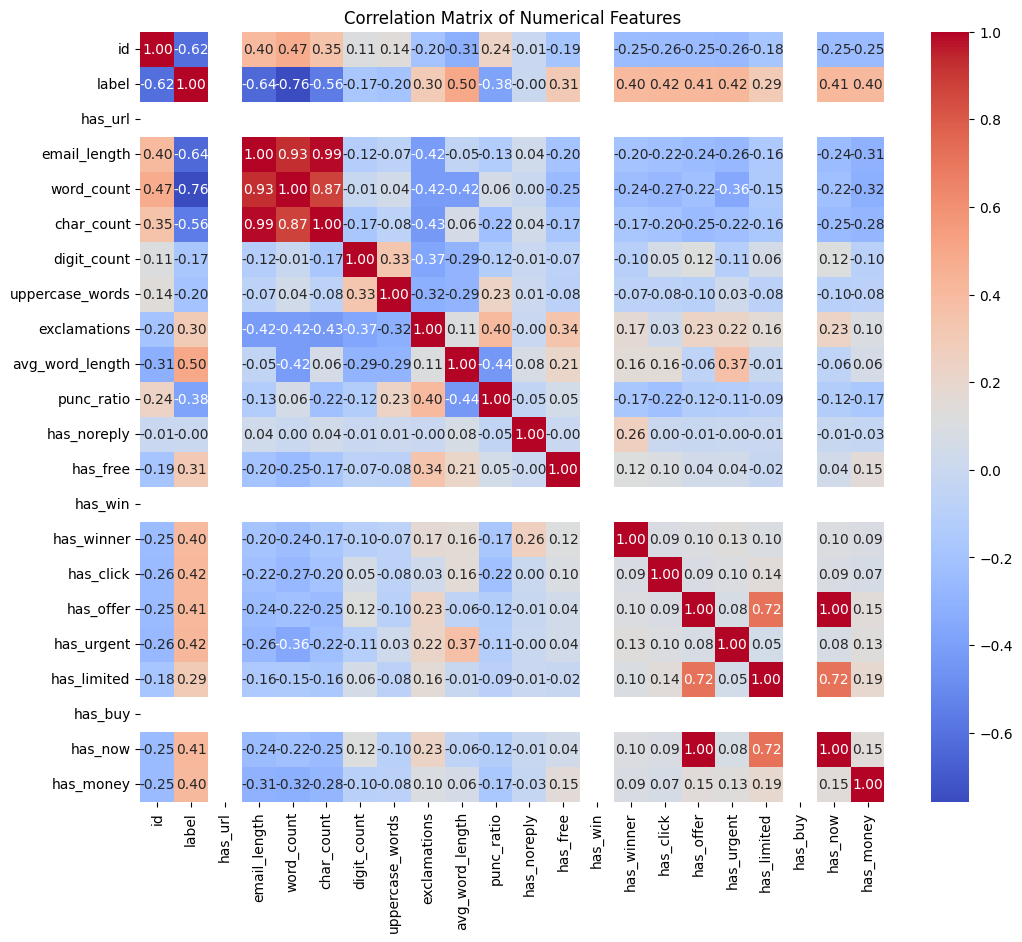 Correlation Matrix of Numerical Features
id 1.00 -0.62 0.40 0.47 0.35 0.11 0.14 -0.20 -0.31 0.24 -0.01 -0.19 -0.25 -0.26 -0.25 -0.26 -0.18 -0.25 -0.25
label -0.62 1.00 -0.64 -0.76 -0.56 -0.17 -0.20 0.30 0.50 -0.38 -0.00 0.31 0.40 0.42 0.41 0.42 0.29 0.41 0.40
has_url
email_length 0.40 -0.64 1.00 0.93 0.99 -0.12 -0.07 -0.42 -0.05 -0.13 0.04 -0.20 -0.20 -0.22 -0.24 -0.26 -0.16 -0.24 -0.31
word_count 0.47 -0.76 0.93 1.00 0.87 -0.01 0.04 -0.42 -0.42 0.06 0.00 -0.25 -0.24 -0.27 -0.22 -0.36 -0.15 -0.22 -0.32
char_count 0.35 -0.56 0.99 0.87 1.00 -0.17 -0.08 -0.43 0.06 -0.22 0.04 -0.17 -0.17 -0.20 -0.25 -0.22 -0.16 -0.25 -0.28
digit_count 0.11 -0.17 -0.12 -0.01 -0.17 1.00 0.33 -0.37 -0.29 -0.12 -0.01 -0.07 -0.10 0.05 0.12 -0.11 0.06 0.12 -0.10
uppercase_words 0.14 -0.20 -0.07 0.04 -0.08 0.33 1.00 -0.32 -0.29 0.23 0.01 -0.08 -0.07 -0.08 -0.10 0.03 -0.08 -0.10 -0.08
exclamations -0.20 0.30 -0.42 -0.42 -0.43 -0.37 -0.32 1.00 0.11 0.40 -0.00 0.34 0.17 0.03 0.23 0.22 0.16 0.23 0.10
avg_word_length -0.31 0.50 -0.05 -0.42 0.06 -0.29 -0.29 0.11 1.00 -0.44 0.08 0.21 0.16 0.16 -0.06 0.37 -0.01 -0.06 0.06
punc_ratio 0.24 -0.38 -0.13 0.06 -0.22 -0.12 0.23 0.40 -0.44 1.00 -0.05 0.05 -0.17 -0.22 -0.12 -0.11 -0.09 -0.12 -0.17
has_noreply -0.01 -0.00 0.04 0.00 0.04 -0.01 0.01 -0.00 0.08 -0.05 1.00 -0.00 0.26 0.00 -0.01 -0.00 -0.01 -0.01 -0.03
has_free -0.19 0.31 -0.20 -0.25 -0.17 -0.07 -0.08 0.34 0.21 0.05 -0.00 1.00 0.12 0.10 0.04 0.04 -0.02 0.04 0.15
has_win
has_winner -0.25 0.40 -0.20 -0.24 -0.17 -0.10 -0.07 0.17 0.16 -0.17 0.26 0.12 1.00 0.09 0.10 0.13 0.10 0.10 0.09
has_click -0.26 0.42 -0.22 -0.27 -0.20 0.05 -0.08 0.03 0.16 -0.22 0.00 0.10 0.09 1.00 0.09 0.10 0.14 0.09 0.07
has_offer -0.25 0.41 -0.24 -0.22 -0.25 0.12 -0.10 0.23 -0.06 -0.12 -0.01 0.04 0.10 0.09 1.00 0.08 0.72 1.00 0.15
has_urgent -0.26 0.42 -0.26 -0.36 -0.22 -0.11 0.03 0.22 0.37 -0.11 -0.00 0.04 0.13 0.10 0.08 1.00 0.05 0.08 0.13
has_limited -0.18 0.29 -0.16 -0.15 -0.16 0.06 -0.08 0.16 -0.01 -0.09 -0.01 -0.02 0.10 0.14 0.72 0.05 1.00 0.72 0.19
has_buy
has_now -0.25 0.41 -0.24 -0.22 -0.25 0.12 -0.10 0.23 -0.06 -0.12 -0.01 0.04 0.10 0.09 1.00 0.08 0.72 1.00 0.15
has_money -0.25 0.40 -0.31 -0.32 -0.28 -0.10 -0.08 0.10 0.06 -0.17 -0.03 0.15 0.09 0.07 0.15 0.13 0.19 0.15 1.00
id
label
has_url
email_length
word_count
char_count
digit_count
uppercase_words
exclamations
avg_word_length
punc_ratio
has_noreply
has_free
has_win
has_winner
has_click
has_offer
has_urgent
has_limited
has_buy
has_now
has_money
1.0
0.8
0.6
0.4
0.2
0.0
−0.2
−0.4
−0.6